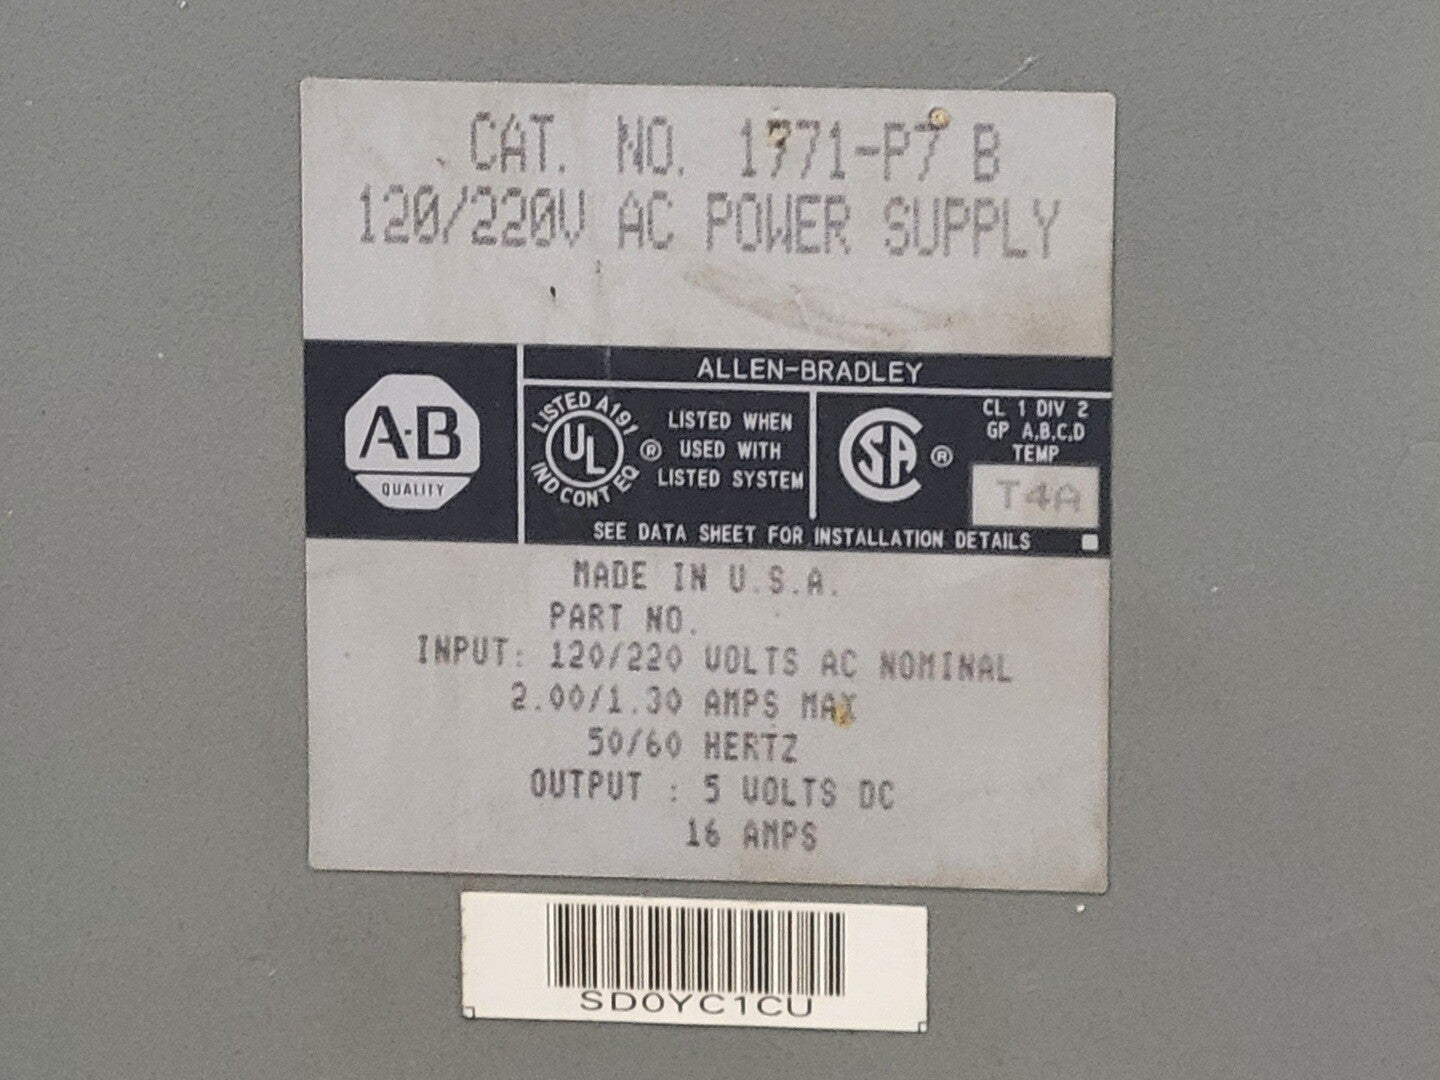 CAT. NO. 1771-P7 B
120/220V AC POWER SUPPLY
ALLEN-BRADLEY
A-B
QUALITY
LISTED A191
UL
IND CONT EQ
®
LISTED WHEN
USED WITH
LISTED SYSTEM
CSA
®
CL 1 DIV 2
GP A,B,C,D
TEMP
T4A
SEE DATA SHEET FOR INSTALLATION DETAILS
MADE IN U.S.A.
PART NO.
INPUT: 120/220 VOLTS AC NOMINAL
2.00/1.30 AMPS MAX
50/60 HERTZ
OUTPUT : 5 VOLTS DC
16 AMPS
SD0YC1CU